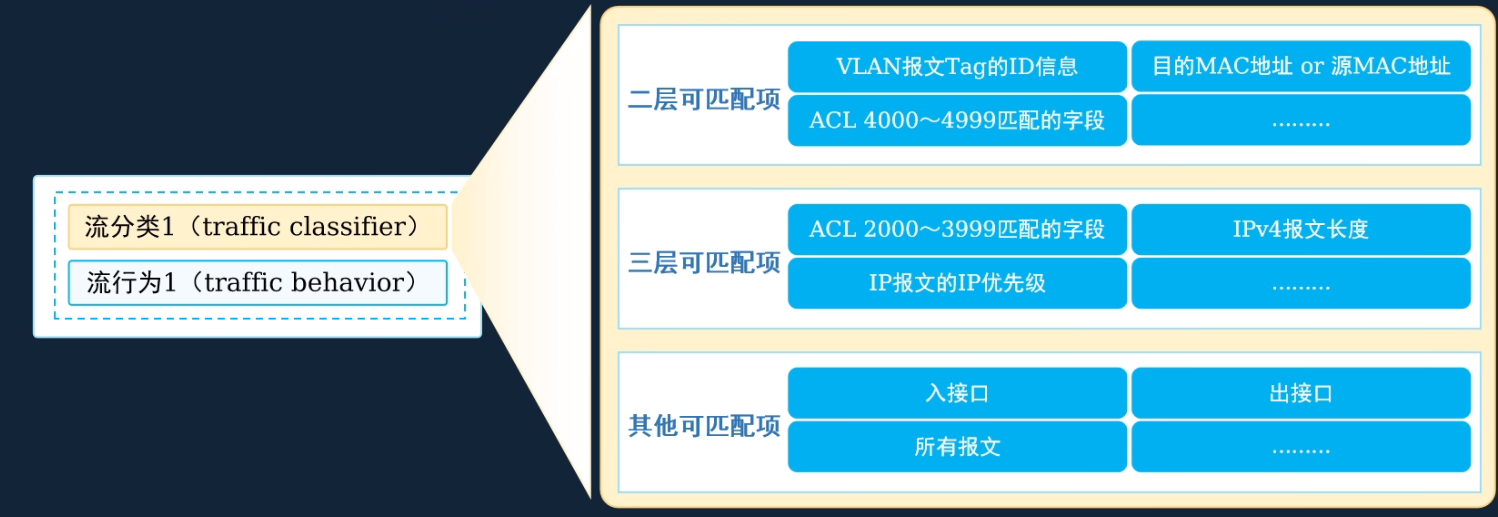 流分类1（traffic classifier）
流行为1（traffic behavior）
二层可匹配项
VLAN报文Tag的ID信息
目的MAC地址 or 源MAC地址
ACL 4000～4999匹配的字段
………
三层可匹配项
ACL 2000～3999匹配的字段
IPv4报文长度
IP报文的IP优先级
………
其他可匹配项
入接口
出接口
所有报文
………